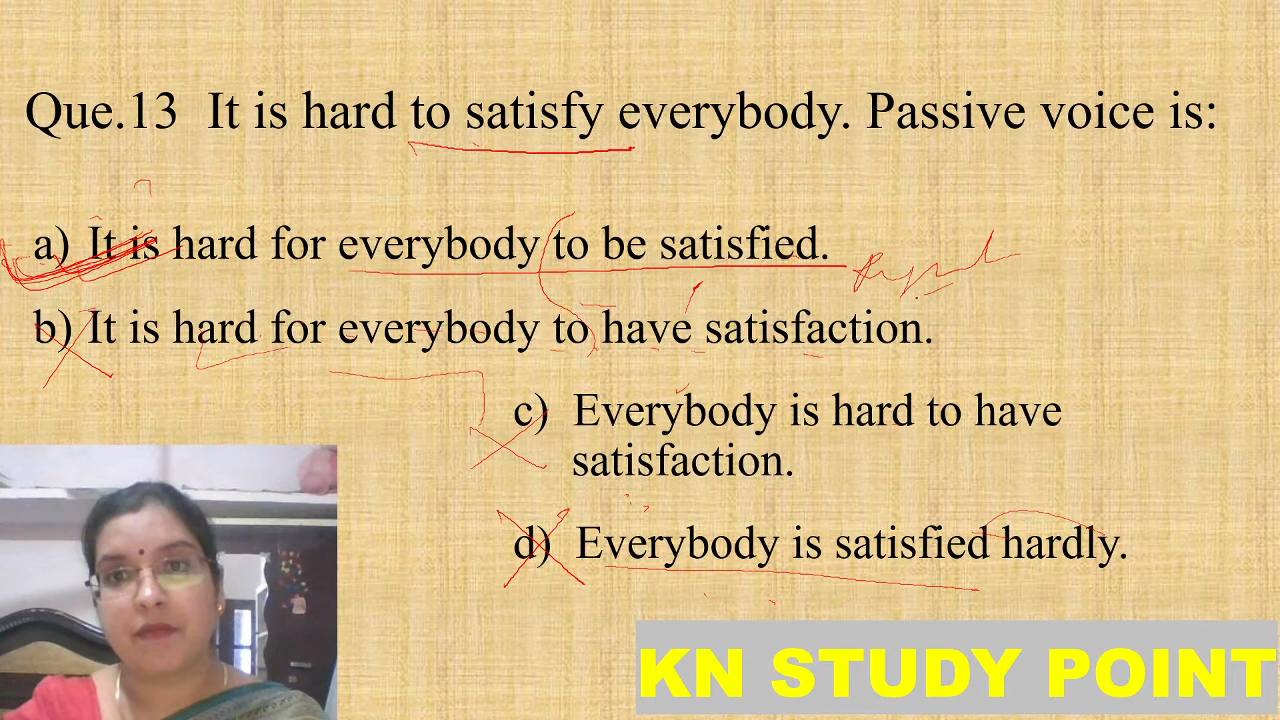 Que.13 It is hard to satisfy everybody. Passive voice is:
a) It is hard for everybody to be satisfied.
b) It is hard for everybody to have satisfaction.
c) Everybody is hard to have
satisfaction.
d) Everybody is satisfied hardly.
KN STUDY POINT